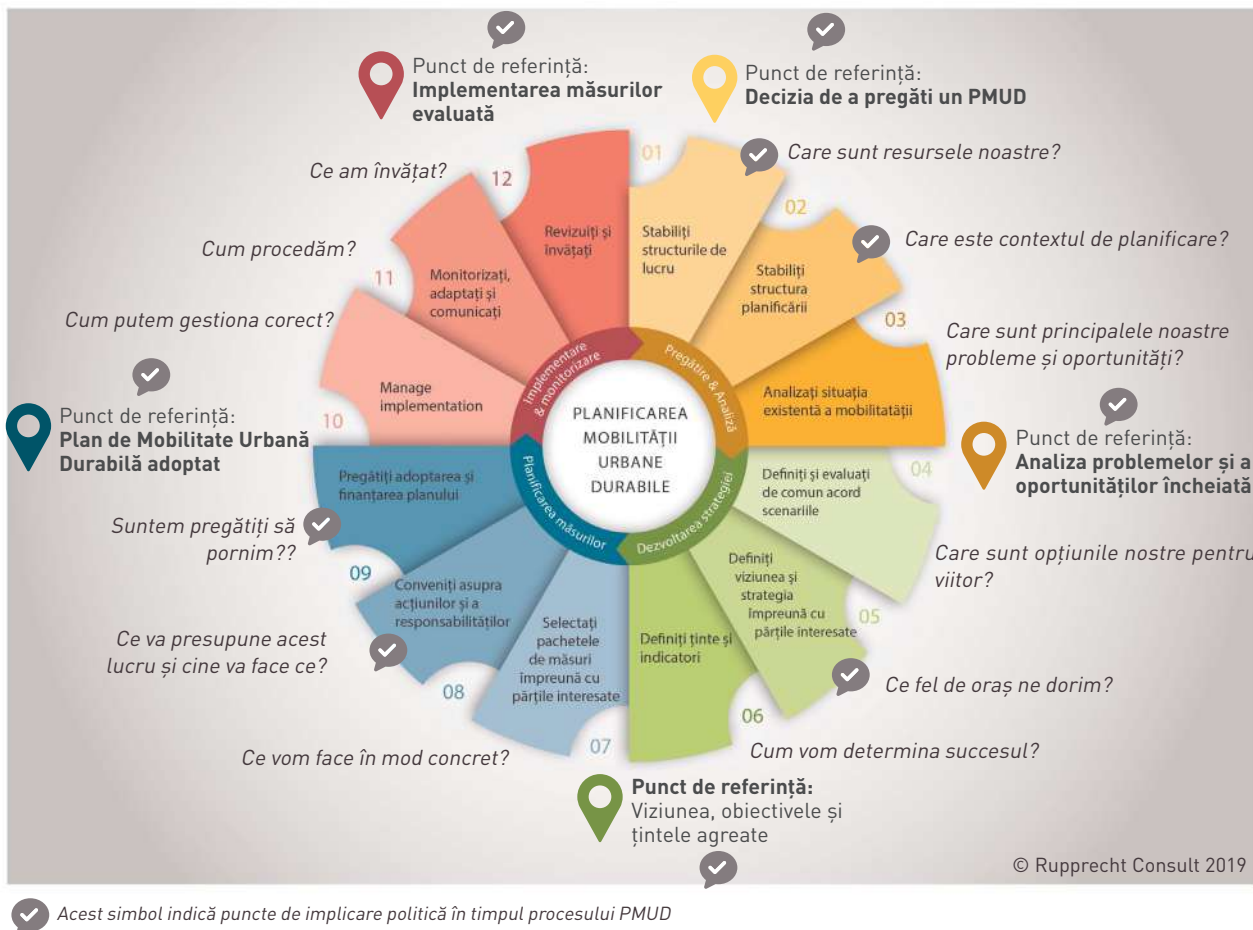 Punct de referință:
Implementarea măsurilor
evaluată
Punct de referință:
Decizia de a pregăti un PMUD
Ce am învățat?
Care sunt resursele noastre?
Cum procedăm?
Care este contextul de planificare?
Cum putem gestiona corect?
Care sunt principalele noastre
probleme și oportunități?
Punct de referință:
Plan de Mobilitate Urbană
Durabilă adoptat
Punct de referință:
Analiza problemelor și a
oportunităților încheiată
Suntem pregătiți să
pornim??
Care sunt opțiunile nostre pentru
viitor?
Ce va presupune acest
lucru și cine va face ce?
Ce fel de oraș ne dorim?
Ce vom face în mod concret?
Cum vom determina succesul?
Punct de referință:
Viziunea, obiectivele și
țintele agreate
01
Stabiliți
structurile de
lucru
02
Stabiliți
structura
planificării
03
Analizați situația
existentă a mobilitatății
04
Definiți și evaluați
de comun acord
scenariile
05
Definiți
viziunea și
strategia
împreună cu
părțile interesate
06
Definiți ținte și
indicatori
07
Selectați
pachetele
de măsuri
împreună cu
părțile interesate
08
Conveniți asupra
acțiunilor și a
responsabilităților
09
Pregătiți adoptarea și
finanțarea planului
10
Manage
implementation
11
Monitorizați,
adaptați și
comunicați
12
Revizuiți și
învățați
Pregătire & Analiză
Dezvoltarea strategiei
Planificarea măsurilor
Implementare
& monitorizare
PLANIFICAREA
MOBILITĂȚII
URBANE
DURABILE
© Rupprecht Consult 2019
Acest simbol indică puncte de implicare politică în timpul procesului PMUD